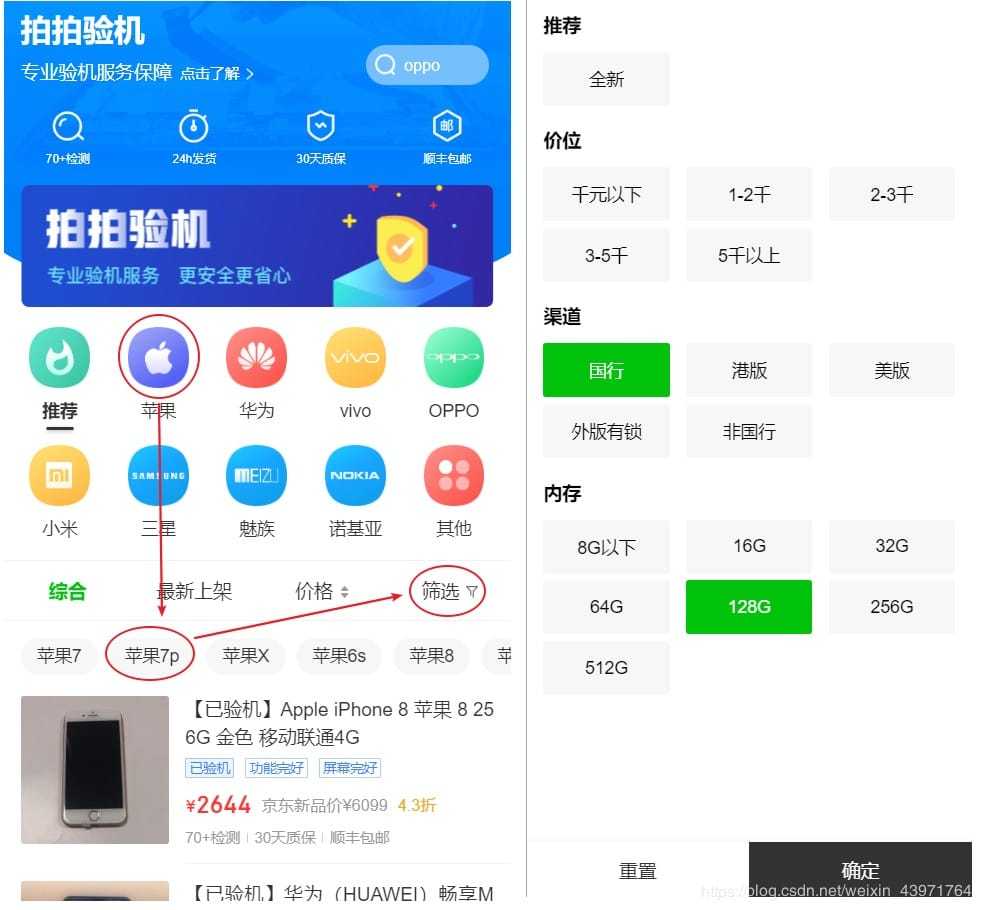 拍拍验机
专业验机服务保障 点击了解 >
oppo
70+检测
24h发货
30天质保
邮
顺丰包邮
拍拍验机
专业验机服务 更安全更省心
vivo
oppo
推荐
苹果
华为
vivo
OPPO
mi
SAMSUNG
MEIZU
NOKIA
小米
三星
魅族
诺基亚
其他
综合
最新上架
价格
筛选
苹果7
苹果7p
苹果X
苹果6s
苹果8
【已验机】Apple iPhone 8 苹果 8 25
6G 金色 移动联通4G
已验机 功能完好 屏幕完好
¥2644 京东新品价¥6099 4.3折
70+检测 | 30天质保 | 顺丰包邮
【已验机】华为（HUAWEI）畅享M
推荐
全新
价位
千元以下
1-2千
2-3千
3-5千
5千以上
渠道
国行
港版
美版
外版有锁
非国行
内存
8G以下
16G
32G
64G
128G
256G
512G
重置
确定
https://blog.csdn.net/weixin_43971764